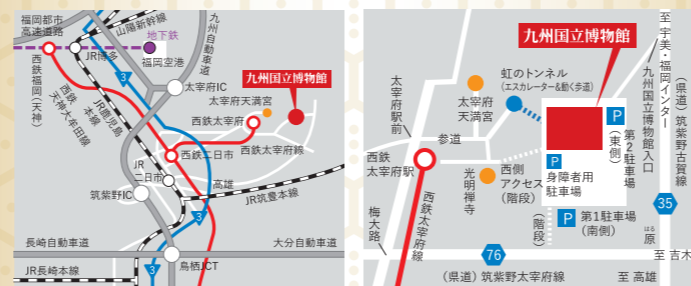 福岡都市
高速道路
山陽新幹線
九州自動車道
地下鉄
JR博多
福岡空港
3
西鉄福岡(天神)
西鉄
天神大牟田線
JR鹿児島
本線
太宰府IC
九州国立博物館
太宰府天満宮
西鉄太宰府
西鉄二日市
西鉄太宰府線
JR
二日市
高雄
筑紫野IC
JR筑豊本線
3
長崎自動車道
大分自動車道
鳥栖JCT
JR長崎本線
3
九州国立博物館
至 宇美・福岡インター
九州国立博物館入口
(県道)筑紫野古賀線
太宰府駅前
太宰府
天満宮
虹のトンネル
(エスカレーター&動く歩道)
P
第2駐車場
(東側)
参道
西鉄
太宰府駅
光明禅寺
西側
アクセス
(階段)
P
身障者用
駐車場
西鉄太宰府線
梅大路
(階段)
P
第1駐車場
(南側)
35
はる
原
76
至 吉木
(県道)筑紫野太宰府線
至 高雄